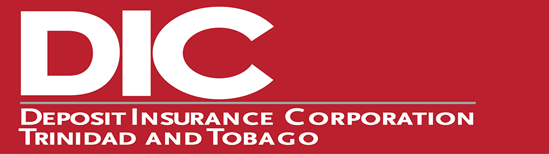 DIC
DEPOSIT INSURANCE CORPORATION
TRINIDAD AND TOBAGO